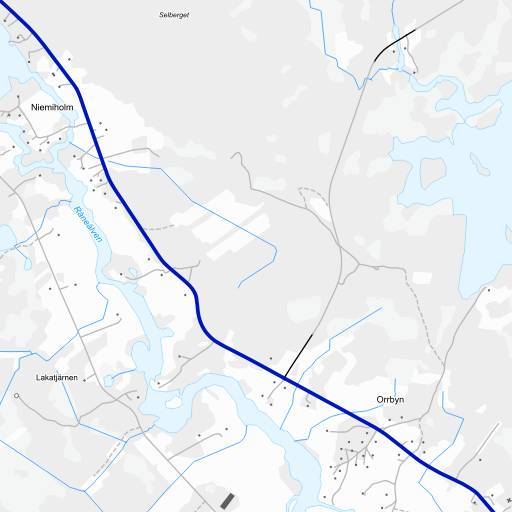 Selberget
Niemiholm
Råneälven
Lakatjärnen
Orrbyn